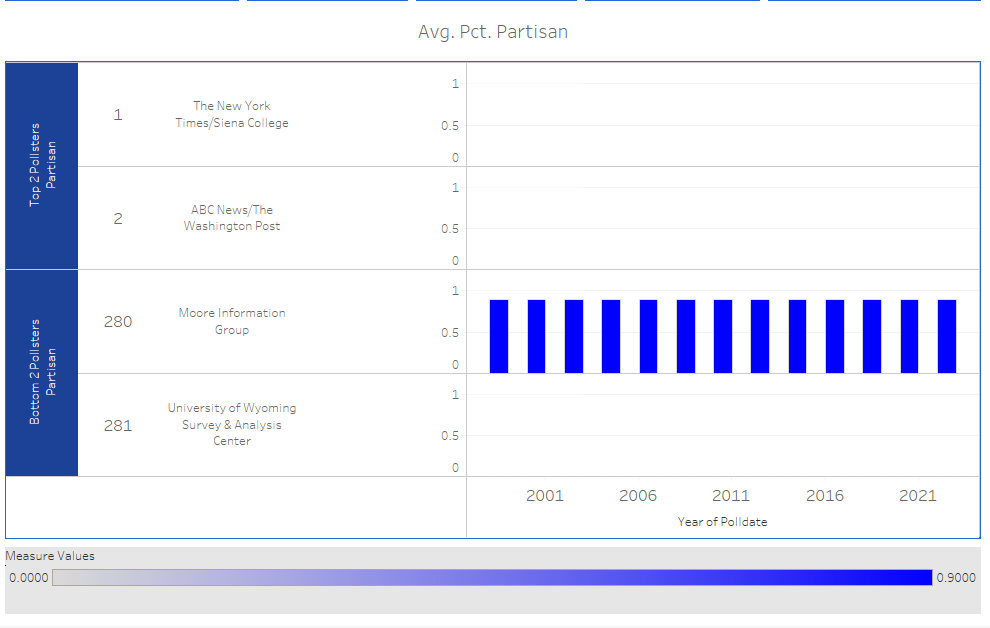 Avg. Pct. Partisan
Top 2 Pollsters
Partisan
1
The New York
Times/Siena College
1
0.5
0
2
ABC News/The
Washington Post
1
0.5
0
Bottom 2 Pollsters
Partisan
280
Moore Information
Group
1
0.5
0
281
University of Wyoming
Survey & Analysis
Center
1
0.5
0
2001 2006 2011 2016 2021
Year of Polldate
Measure Values
0.0000 0.9000